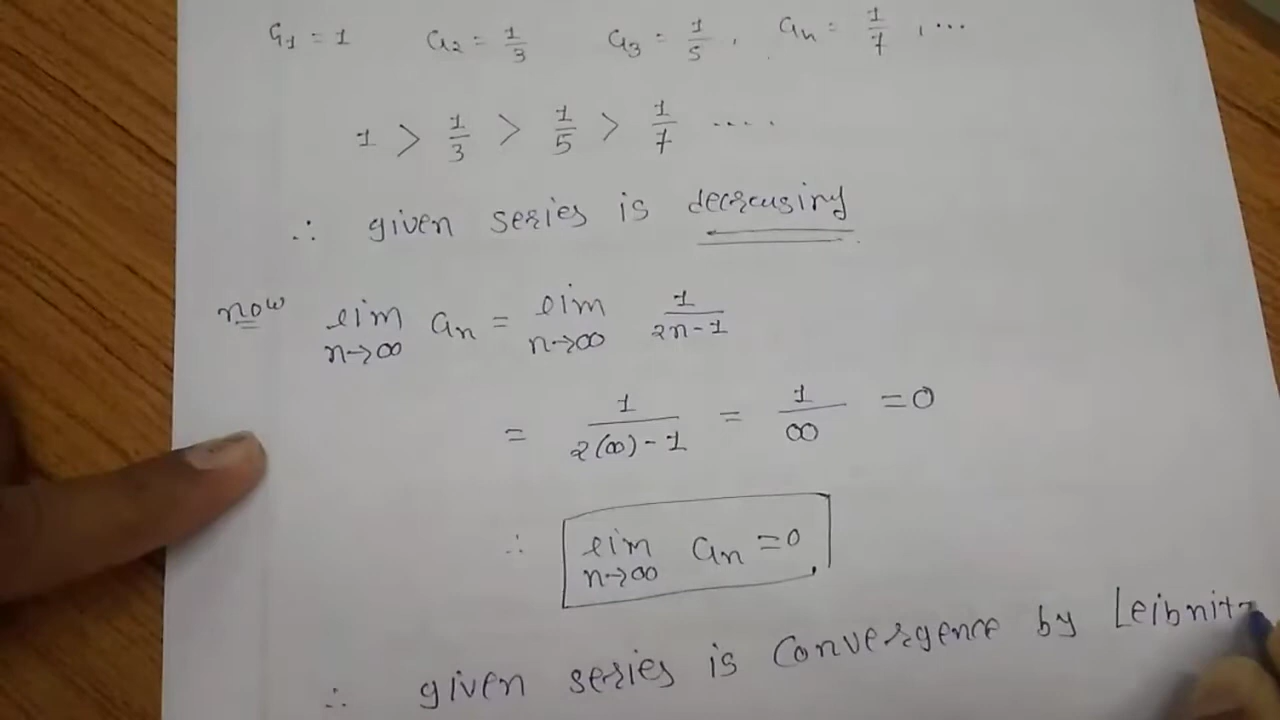 a1 = 1 a2 = 1/3 a3 = 1/5 , an = 1/7 , ...
1 > 1/3 > 1/5 > 1/7 ....
∴ given series is decreasing
now lim n→∞ an = lim n→∞ 1/(2n-1)
= 1/(2(∞)-1) = 1/∞ =0
∴ lim n→∞ an =0
∴ given series is convergence by Leibnitz